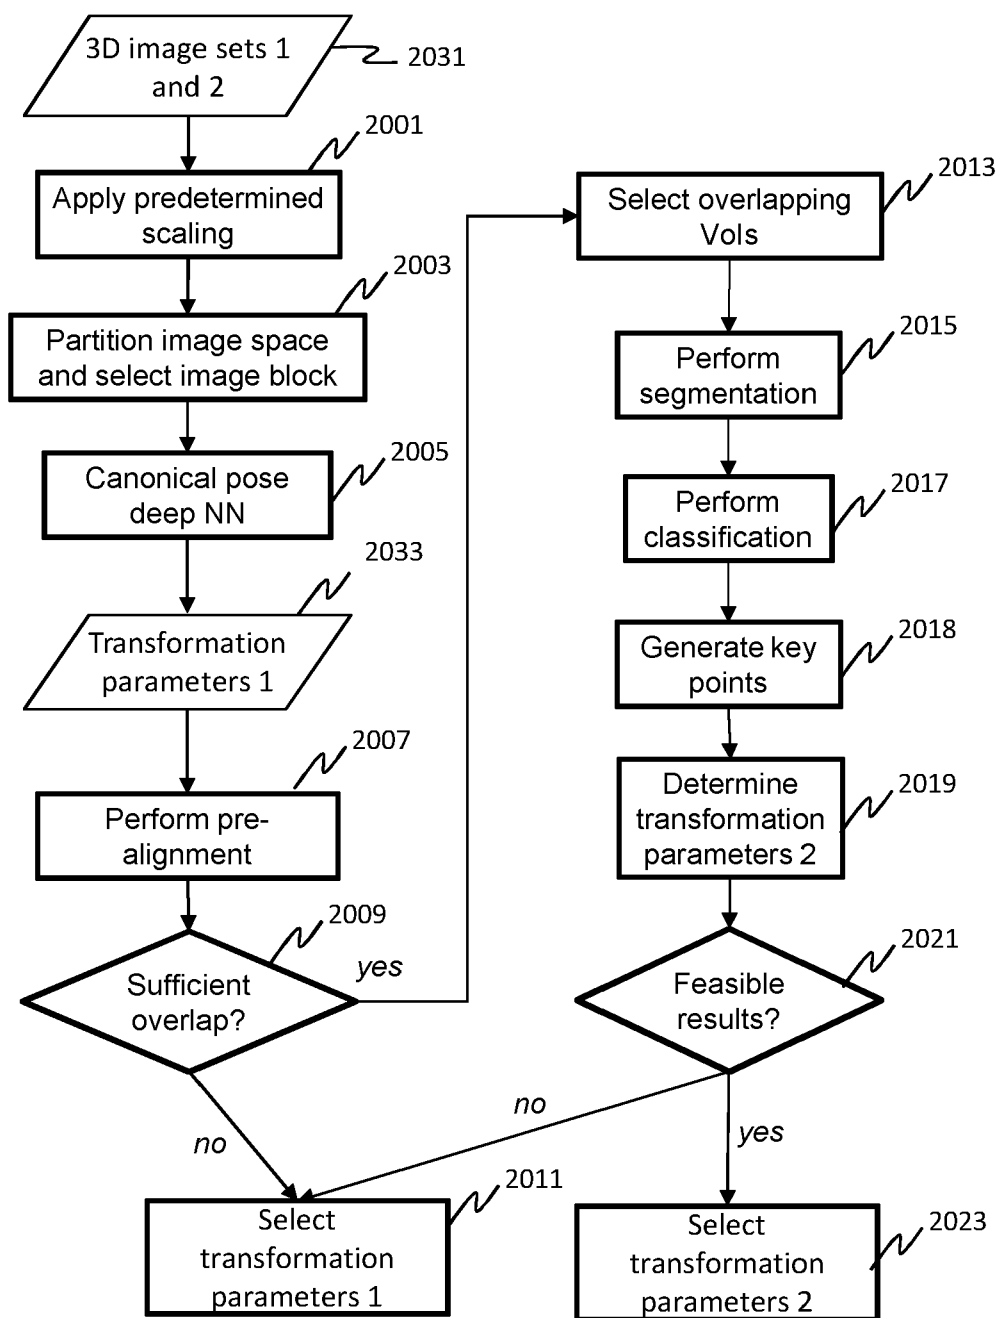 3D image sets 1
and 2
2031
2001
Apply predetermined
scaling
2003
Partition image space
and select image block
2005
Canonical pose
deep NN
2033
Transformation
parameters 1
2007
Perform pre-
alignment
2009
Sufficient
overlap?
yes
no
2013
Select overlapping
VoIs
2015
Perform
segmentation
2017
Perform
classification
2018
Generate key
points
2019
Determine
transformation
parameters 2
2021
Feasible
results?
no
yes
2011
Select
transformation
parameters 1
2023
Select
transformation
parameters 2